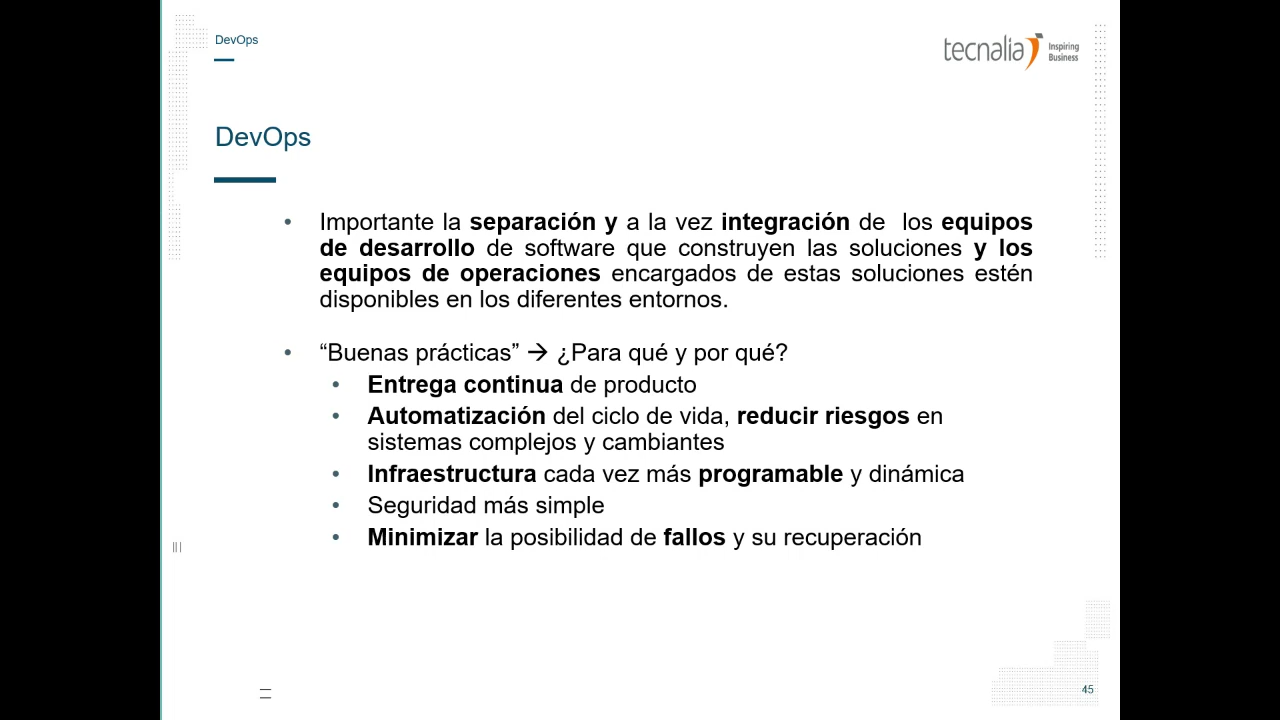 DevOps
tecnalia Inspiring
Business
DevOps
• Importante la separación y a la vez integración de los equipos
de desarrollo de software que construyen las soluciones y los
equipos de operaciones encargados de estas soluciones estén
disponibles en los diferentes entornos.
• “Buenas prácticas” → ¿Para qué y por qué?
• Entrega continua de producto
• Automatización del ciclo de vida, reducir riesgos en
sistemas complejos y cambiantes
• Infraestructura cada vez más programable y dinámica
• Seguridad más simple
• Minimizar la posibilidad de fallos y su recuperación
45